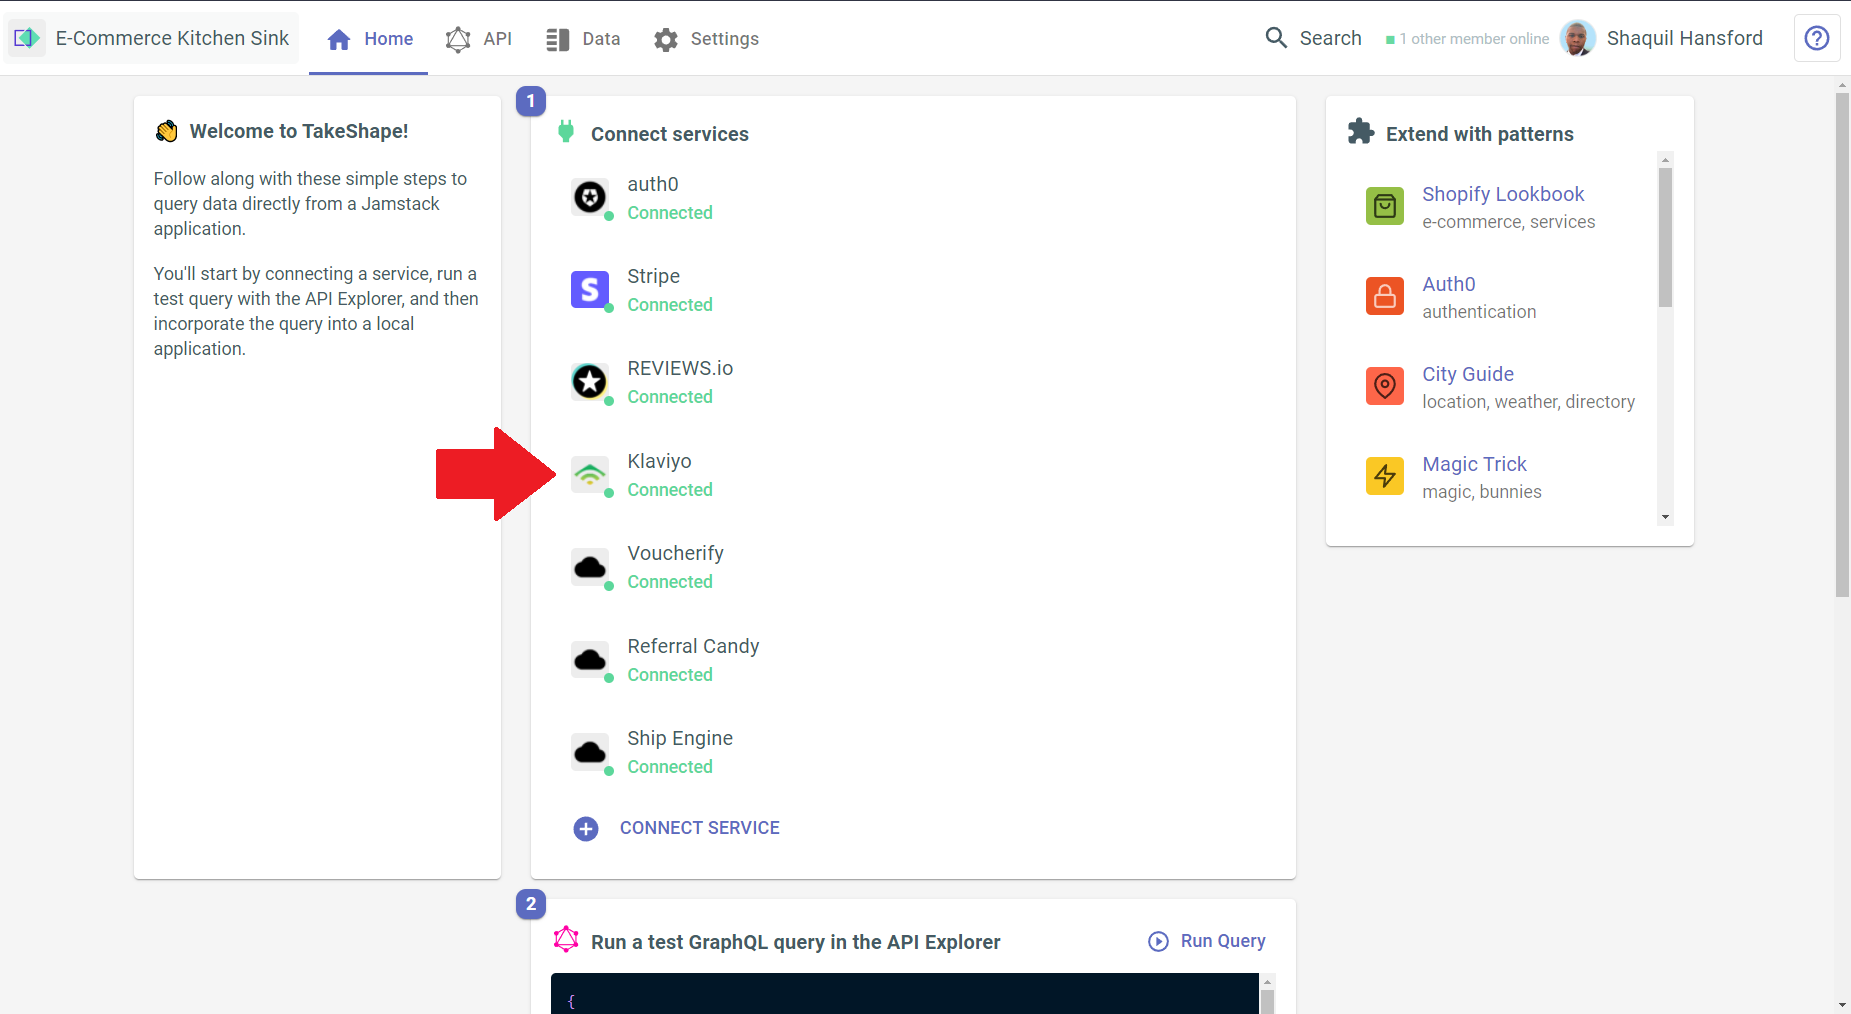 E-Commerce Kitchen Sink
Home
API
Data
Settings
Search
1 other member online
Shaquil Hansford
Welcome to TakeShape!
Follow along with these simple steps to
query data directly from a Jamstack
application.
You'll start by connecting a service, run a
test query with the API Explorer, and then
incorporate the query into a local
application.
1
Connect services
auth0
Connected
Stripe
Connected
REVIEWS.io
Connected
Klaviyo
Connected
Voucherify
Connected
Referral Candy
Connected
Ship Engine
Connected
CONNECT SERVICE
Extend with patterns
Shopify Lookbook
e-commerce, services
Auth0
authentication
City Guide
location, weather, directory
Magic Trick
magic, bunnies
2
Run a test GraphQL query in the API Explorer
Run Query
{